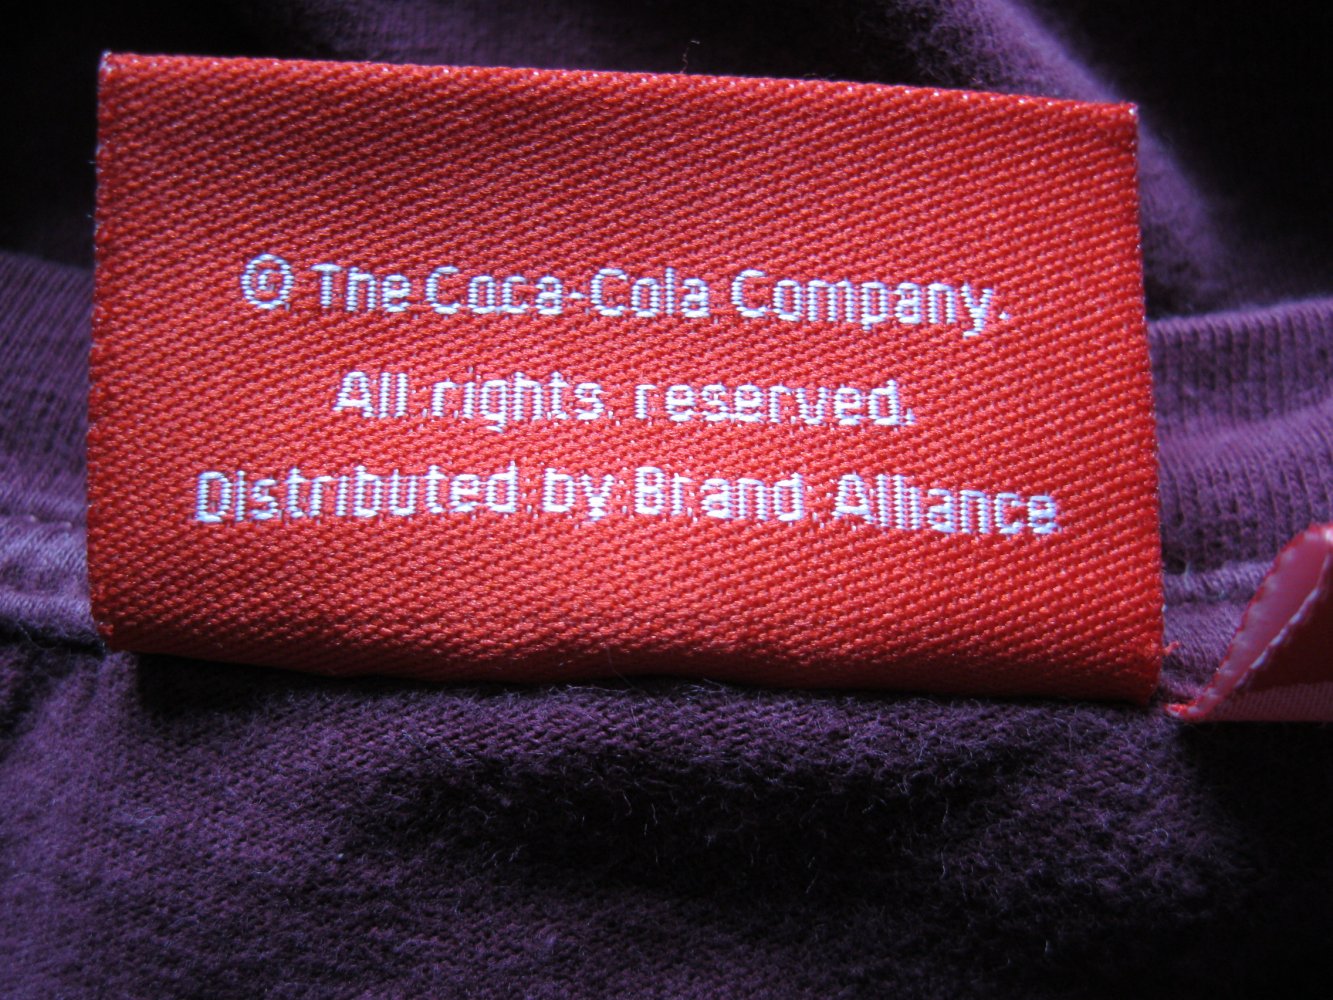 © The Coca-Cola Company.
All rights reserved.
Distributed by Brand Alliance